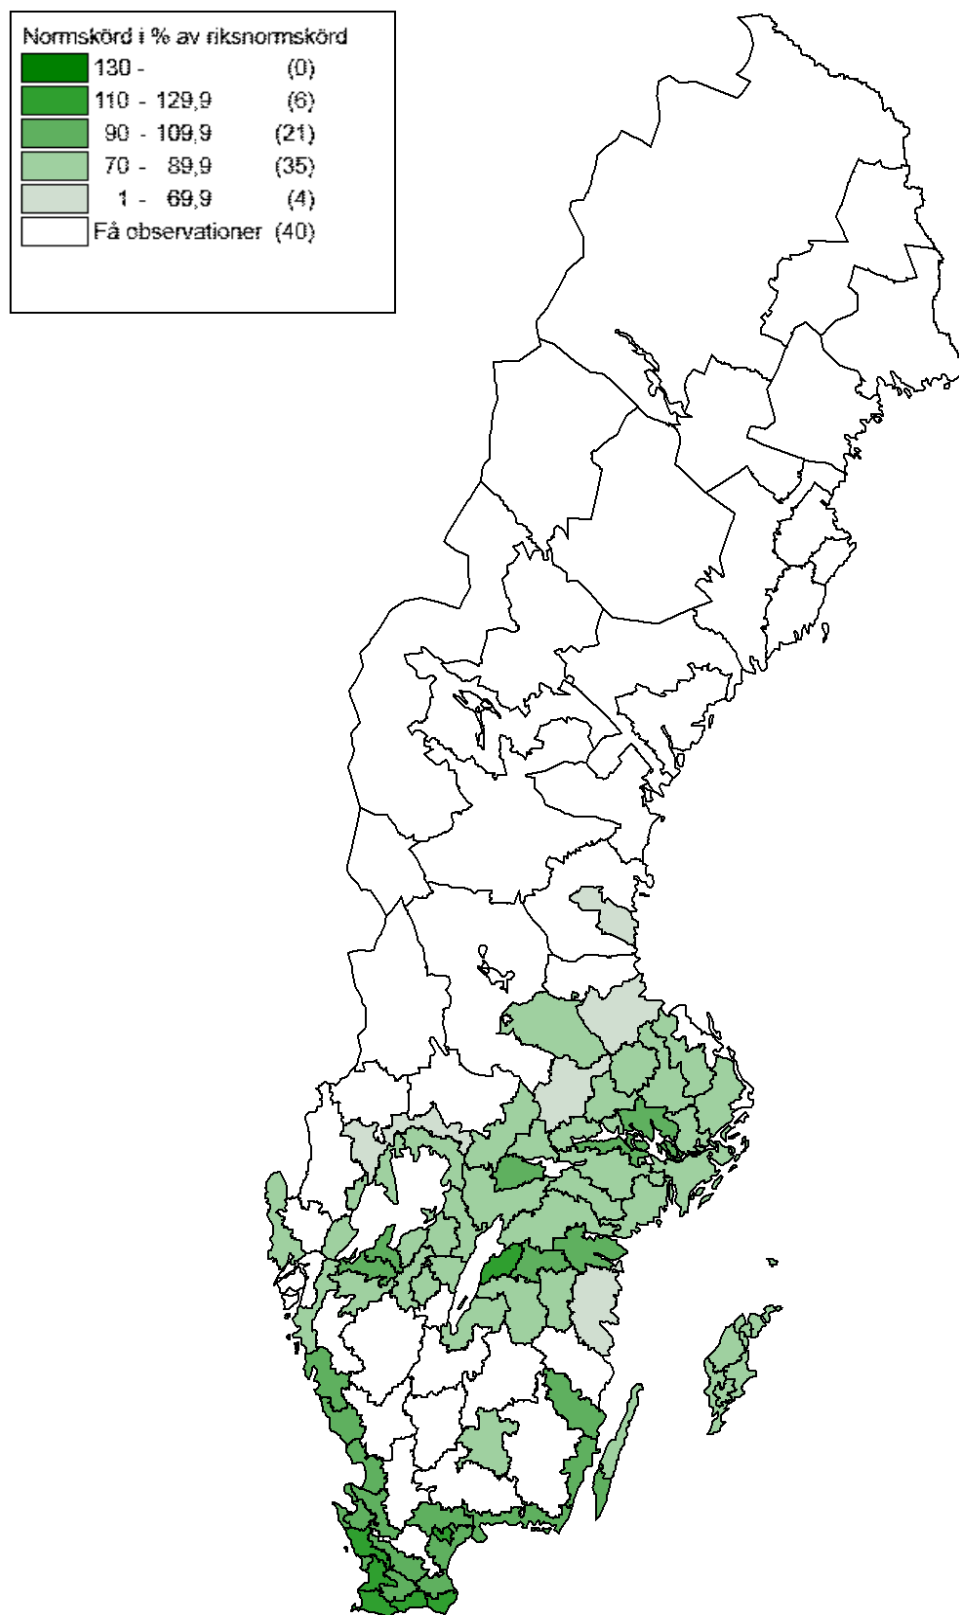 Normskörd i % av riksnormskörd
130 - (0)
110 - 129,9 (6)
90 - 109,9 (21)
70 - 89,9 (35)
1 - 69,9 (4)
Få observationer (40)